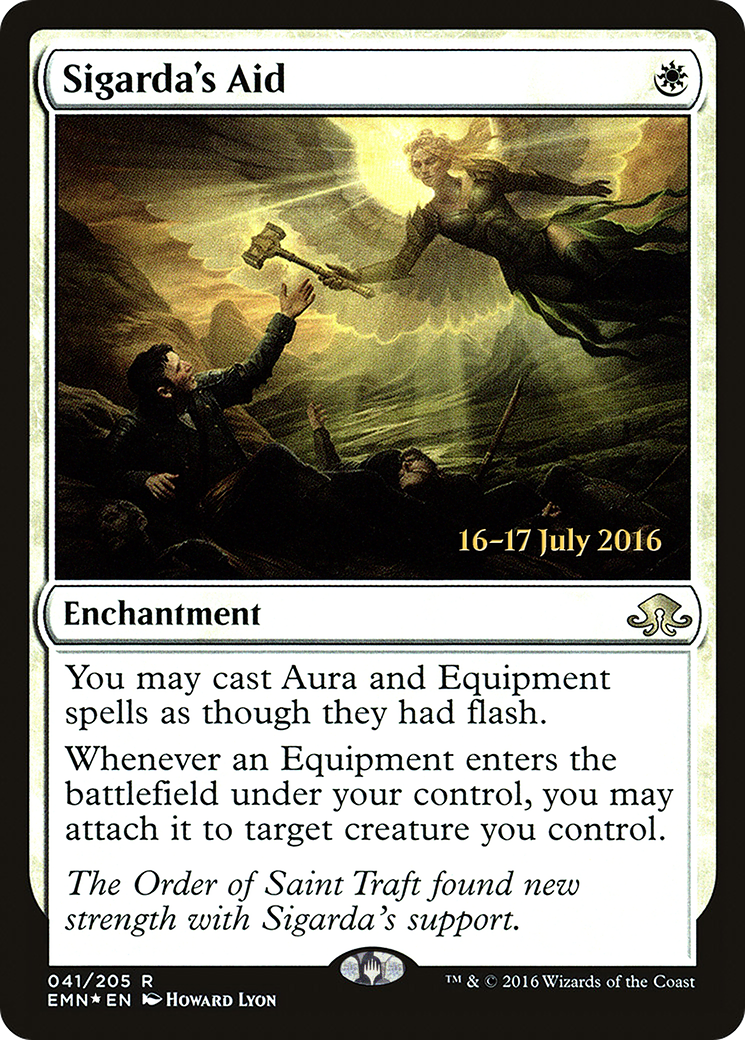 Sigarda's Aid
16–17 July 2016
Enchantment
You may cast Aura and Equipment
spells as though they had flash.
Whenever an Equipment enters the
battlefield under your control, you may
attach it to target creature you control.
The Order of Saint Traft found new
strength with Sigarda's support.
041/205 R
EMN★EN Howard Lyon
™ & © 2016 Wizards of the Coast